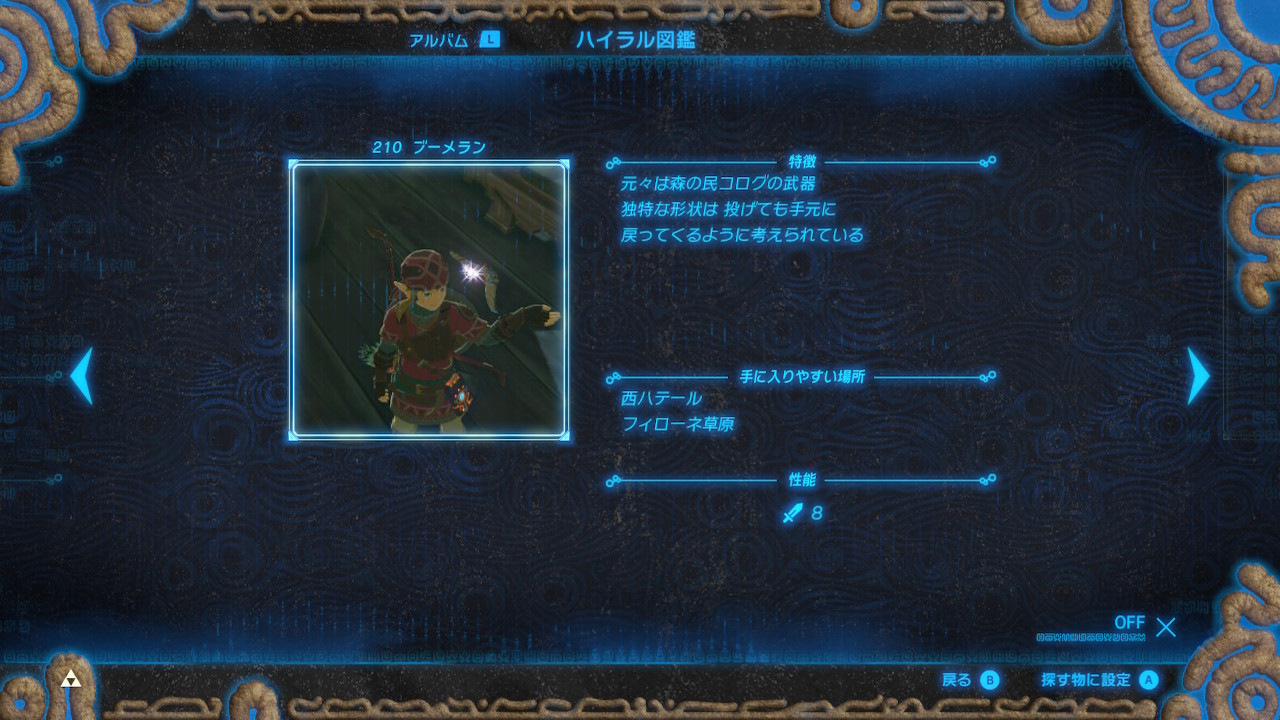 アルバム L
ハイラル図鑑
210 ブーメラン
特徴
元々は森の民コログの武器
独特な形状は 投げても手元に
戻ってくるように考えられている
手に入りやすい場所
西ハテール
フィローネ草原
性能
8
OFF
戻る B
探す物に設定 A